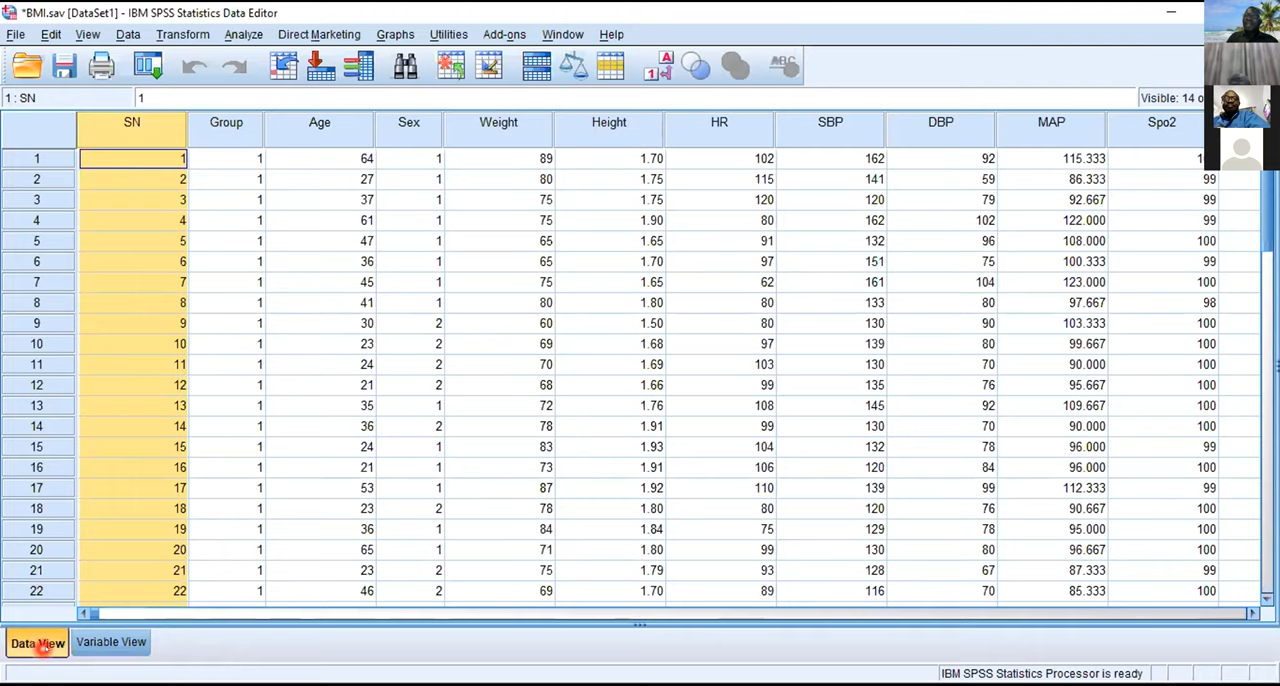 *BMI.sav [DataSet1] - IBM SPSS Statistics Data Editor
File Edit View Data Transform Analyze Direct Marketing Graphs Utilities Add-ons Window Help
1 : SN 1 Visible: 14 o
SN Group Age Sex Weight Height HR SBP DBP MAP Spo2
1 1 1 64 1 89 1.70 102 162 92 115.333
2 2 1 27 1 80 1.75 115 141 59 86.333 99
3 3 1 37 1 75 1.75 120 120 79 92.667 99
4 4 1 61 1 75 1.90 80 162 102 122.000 99
5 5 1 47 1 65 1.65 91 132 96 108.000 100
6 6 1 36 1 65 1.70 97 151 75 100.333 99
7 7 1 45 1 75 1.65 62 161 104 123.000 100
8 8 1 41 1 80 1.80 80 133 80 97.667 98
9 9 1 30 2 60 1.50 80 130 90 103.333 100
10 10 1 23 2 69 1.68 97 139 80 99.667 100
11 11 1 24 2 70 1.69 103 130 70 90.000 100
12 12 1 21 2 68 1.66 99 135 76 95.667 100
13 13 1 35 1 72 1.76 108 145 92 109.667 100
14 14 1 36 2 78 1.91 99 130 70 90.000 100
15 15 1 24 1 83 1.93 104 132 78 96.000 99
16 16 1 21 1 73 1.91 106 120 84 96.000 100
17 17 1 53 1 87 1.92 110 139 99 112.333 99
18 18 1 23 2 78 1.80 80 120 76 90.667 100
19 19 1 36 1 84 1.84 75 129 78 95.000 100
20 20 1 65 1 71 1.80 99 130 80 96.667 100
21 21 1 23 2 75 1.79 93 128 67 87.333 99
22 22 1 46 2 69 1.70 89 116 70 85.333 100
Data View Variable View
IBM SPSS Statistics Processor is ready